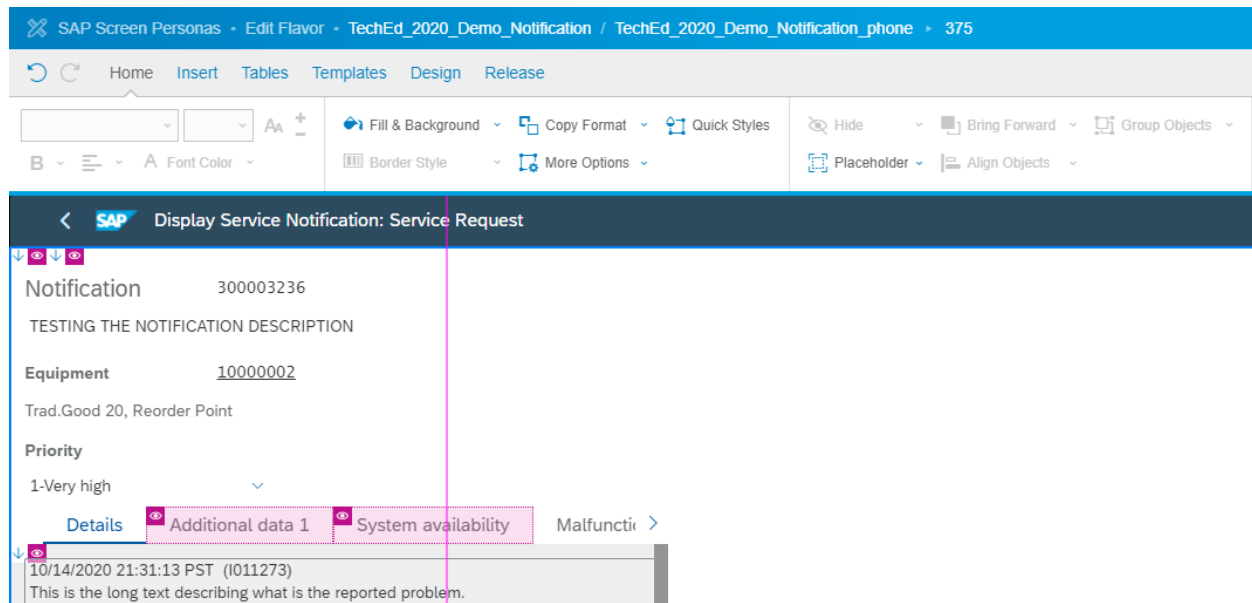 SAP Screen Personas • Edit Flavor • TechEd_2020_Demo_Notification / TechEd_2020_Demo_Notification_phone ▸ 375
Home Insert Tables Templates Design Release
AA + Fill & Background Copy Format Quick Styles Hide Bring Forward Group Objects
B A Font Color Border Style More Options Placeholder Align Objects
SAP Display Service Notification: Service Request
Notification 300003236
TESTING THE NOTIFICATION DESCRIPTION
Equipment 10000002
Trad.Good 20, Reorder Point
Priority
1-Very high
Details Additional data 1 System availability Malfuncti
10/14/2020 21:31:13 PST (I011273)
This is the long text describing what is the reported problem.